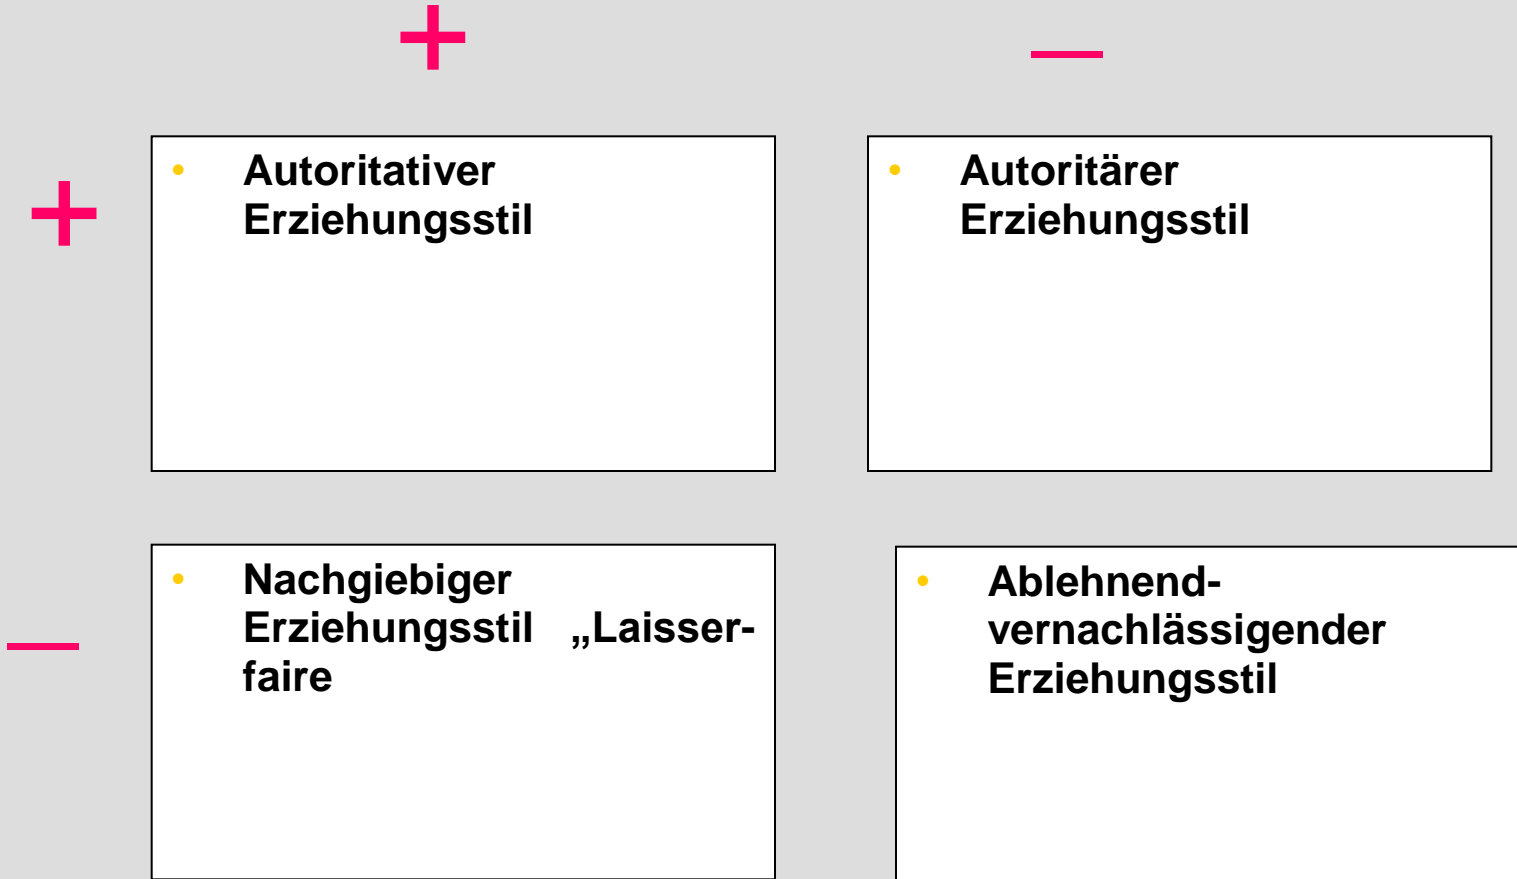 + –
+
• Autoritativer
Erziehungsstil
• Autoritärer
Erziehungsstil
–
• Nachgiebiger
Erziehungsstil „Laisser-
faire
• Ablehnend-
vernachlässigender
Erziehungsstil